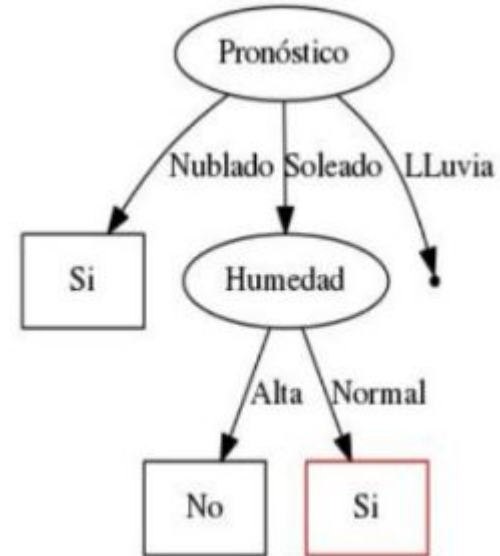 Pronóstico
Nublado Soleado LLuvia
Si Humedad
Alta Normal
No Si